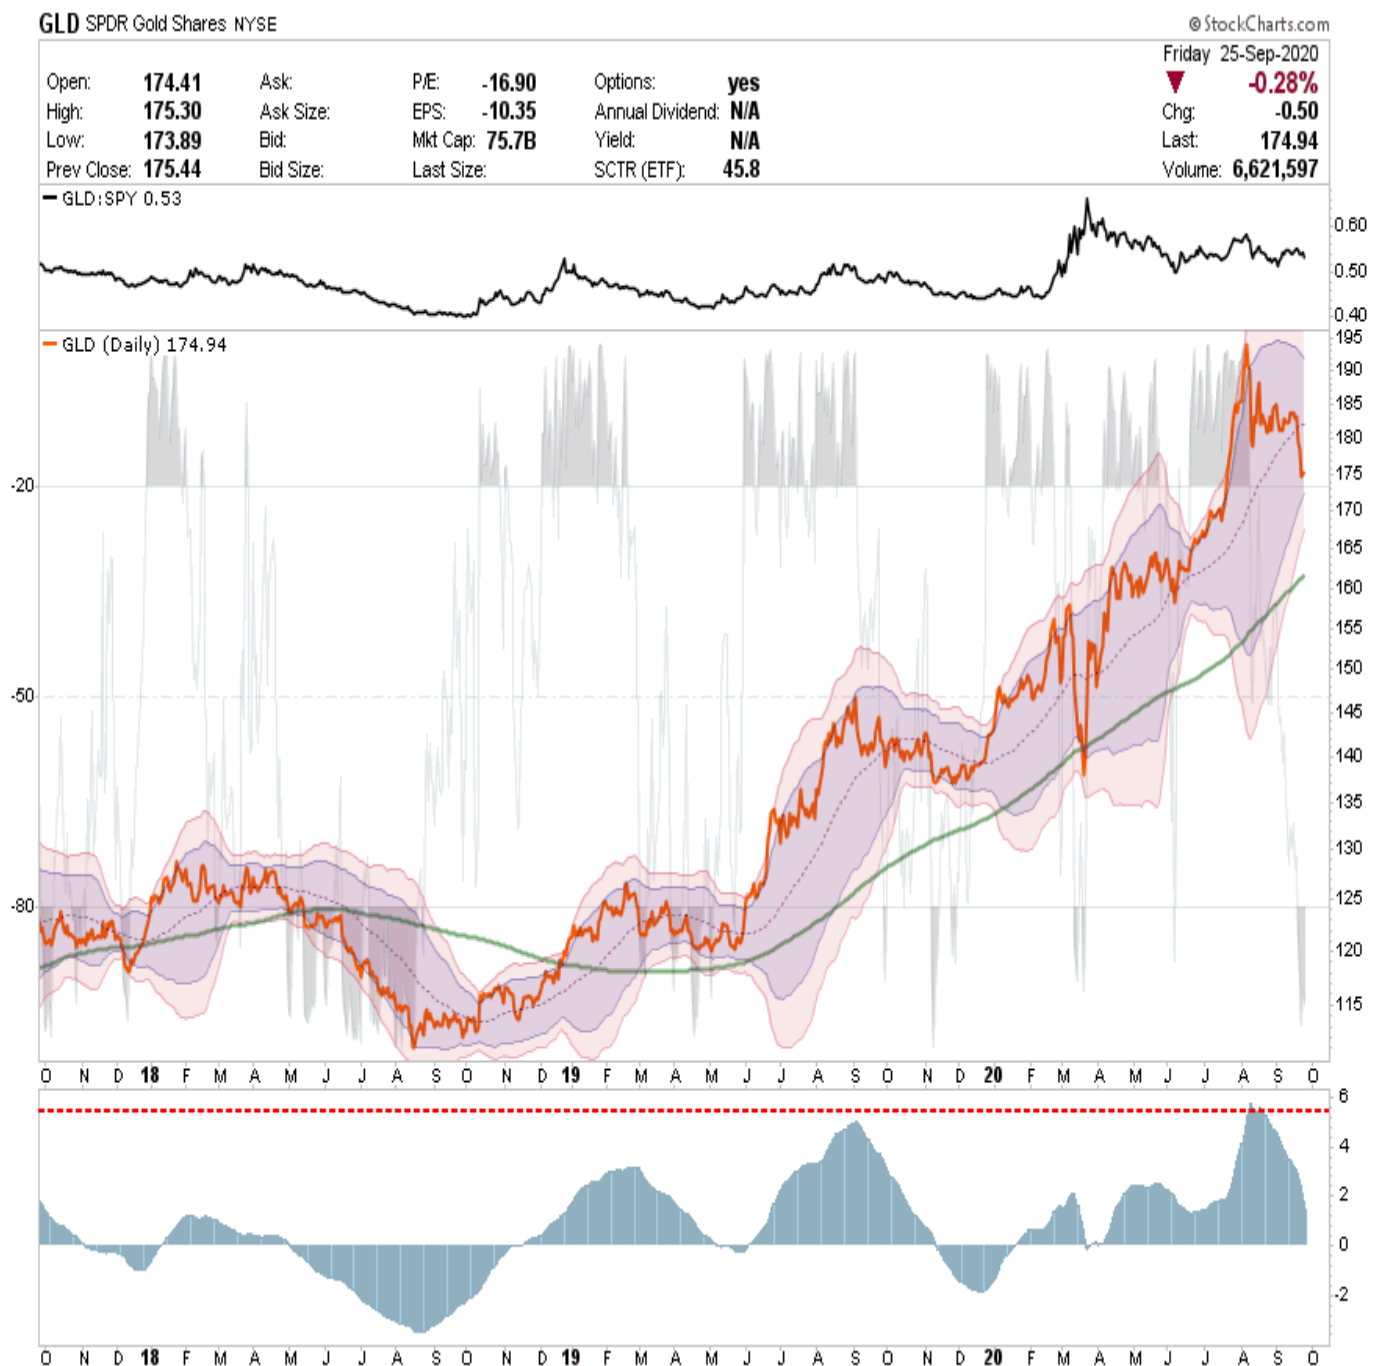 GLD SPDR Gold Shares NYSE
© StockCharts.com
Friday 25-Sep-2020
Open: 174.41 Ask: P/E: -16.90 Options: yes ▼ -0.28%
High: 175.30 Ask Size: EPS: -10.35 Annual Dividend: N/A Chg: -0.50
Low: 173.89 Bid: Mkt Cap: 75.7B Yield: N/A Last: 174.94
Prev Close: 175.44 Bid Size: Last Size: SCTR (ETF): 45.8 Volume: 6,621,597
GLD:SPY 0.53
0.60
0.50
0.40
GLD (Daily) 174.94
195
190
185
180
175
170
165
160
155
150
145
140
135
130
125
120
115
-20
-50
-80
O N D 18 F M A M J J A S O N D 19 F M A M J J A S O N D 20 F M A M J J A S O
6
4
2
0
-2
O N D 18 F M A M J J A S O N D 19 F M A M J J A S O N D 20 F M A M J J A S O